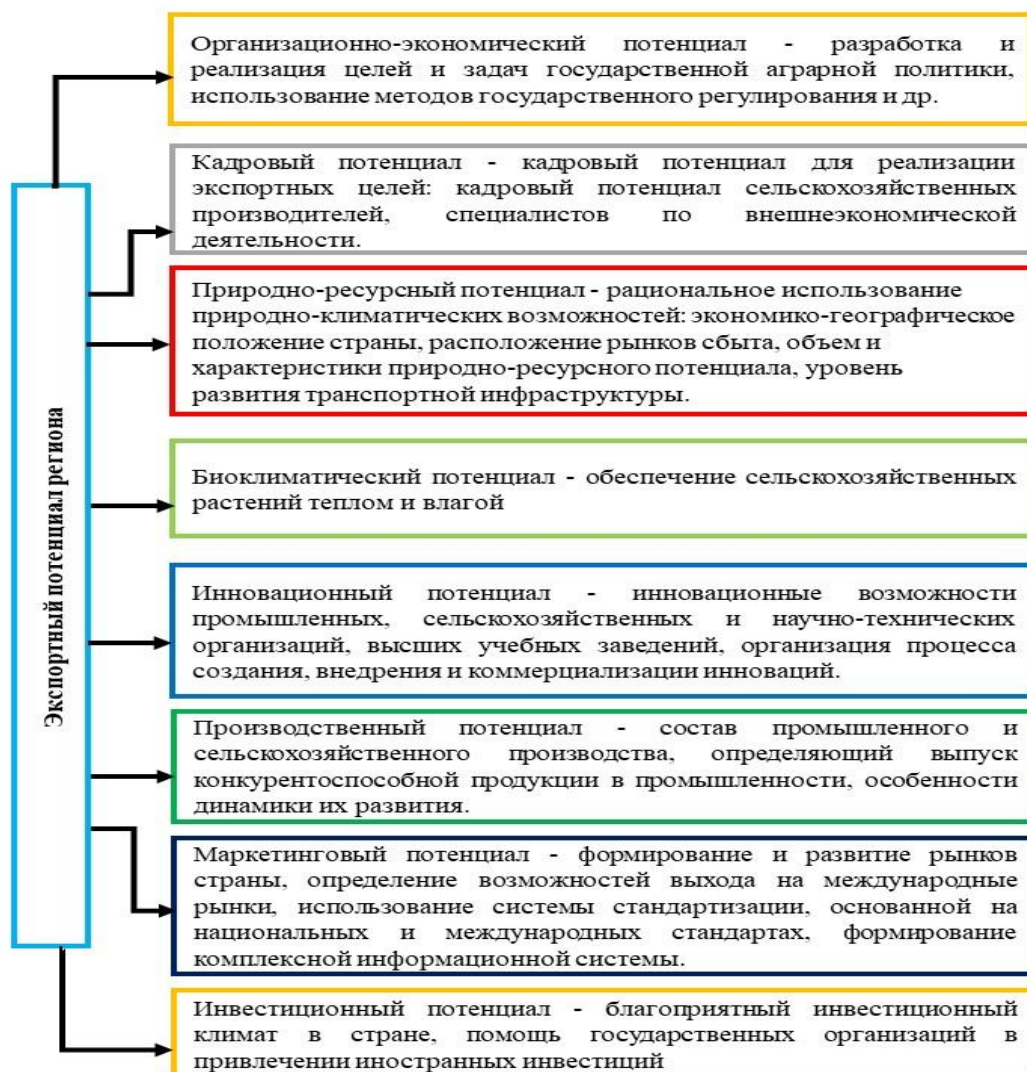 Экспортный потенциал региона
Организационно-экономический потенциал - разработка и
реализация целей и задач государственной аграрной политики,
использование методов государственного регулирования и др.
Кадровый потенциал - кадровый потенциал для реализации
экспортных целей: кадровый потенциал сельскохозяйственных
производителей, специалистов по внешнеэкономической
деятельности.
Природно-ресурсный потенциал - рациональное использование
природно-климатических возможностей: экономико-географическое
положение страны, расположение рынков сбыта, объем и
характеристики природно-ресурсного потенциала, уровень
развития транспортной инфраструктуры.
Биоклиматический потенциал - обеспечение сельскохозяйственных
растений теплом и влагой
Инновационный потенциал - инновационные возможности
промышленных, сельскохозяйственных и научно-технических
организаций, высших учебных заведений, организация процесса
создания, внедрения и коммерциализации инноваций.
Производственный потенциал - состав промышленного и
сельскохозяйственного производства, определяющий выпуск
конкурентоспособной продукции в промышленности, особенности
динамики их развития.
Маркетинговый потенциал - формирование и развитие рынков
страны, определение возможностей выхода на международные
рынки, использование системы стандартизации, основанной на
национальных и международных стандартах, формирование
комплексной информационной системы.
Инвестиционный потенциал - благоприятный инвестиционный
климат в стране, помощь государственных организаций в
привлечении иностранных инвестиций